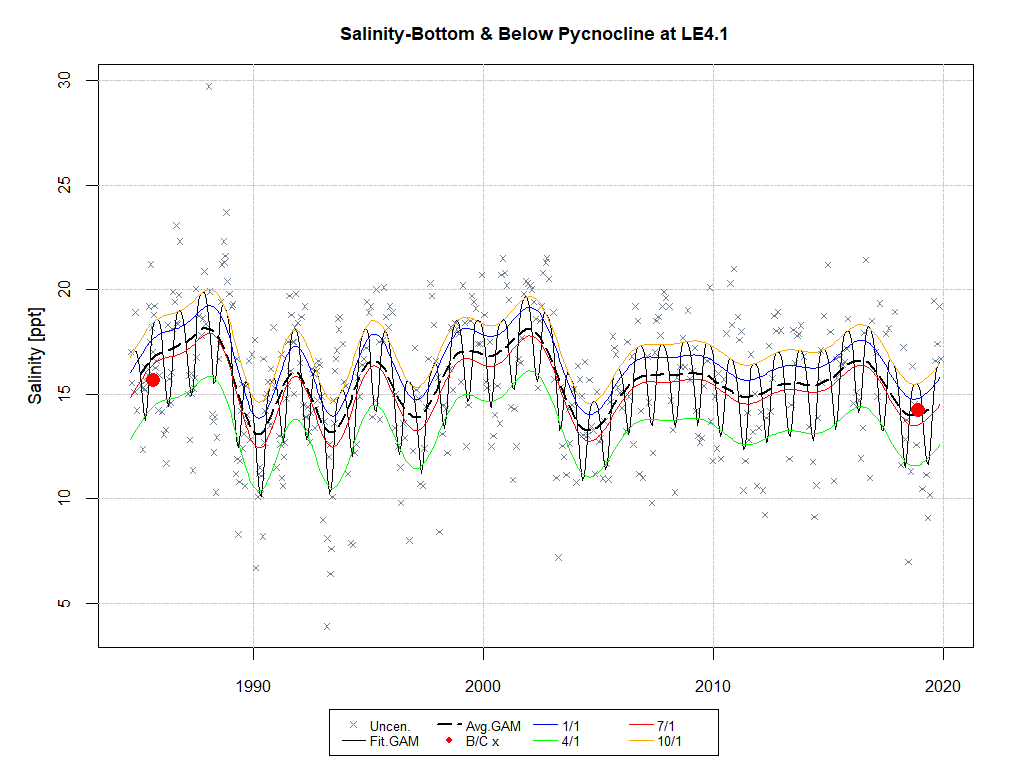 Salinity-Bottom & Below Pycnocline at LE4.1
Salinity [ppt]
30
25
20
15
10
5
1990 2000 2010 2020
Uncen. Avg.GAM 1/1 7/1
Fit.GAM B/C x 4/1 10/1